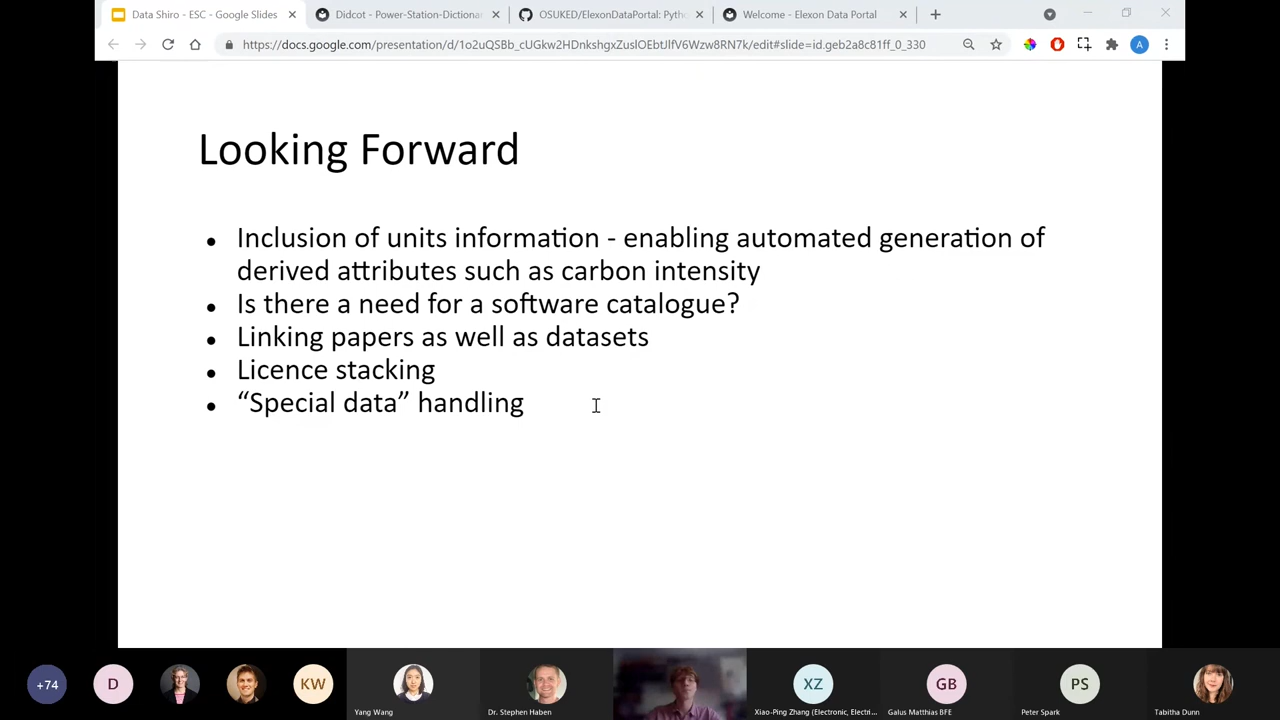 Data Shiro - ESC - Google Slides
Didcot - Power-Station-Dictionar
OSUKED/ElexonDataPortal: Pyth
Welcome - Elexon Data Portal
https://docs.google.com/presentation/d/1o2uQSBb_cUGkw2HDnkshgxZuslOEbtJlfV6Wzw8RN7k/edit#slide=id.geb2a8c81ff_0_330
A
Looking Forward
● Inclusion of units information - enabling automated generation of
derived attributes such as carbon intensity
● Is there a need for a software catalogue?
● Linking papers as well as datasets
● Licence stacking
● “Special data” handling
+74
D
KW
XZ
GB
PS
Yang Wang
Dr. Stephen Haben
Xiao-Ping Zhang (Electronic, Electri...
Galus Matthias BFE
Peter Spark
Tabitha Dunn